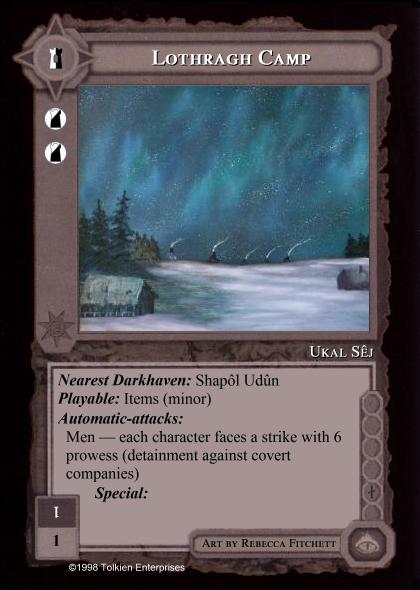 LOTHRAGH CAMP
UKAL SÊJ
Nearest Darkhaven: Shapôl Udûn
Playable: Items (minor)
Automatic-attacks:
Men — each character faces a strike with 6
prowess (detainment against covert
companies)
Special:
I
1
ART BY REBECCA FITCHETT
©1998 Tolkien Enterprises